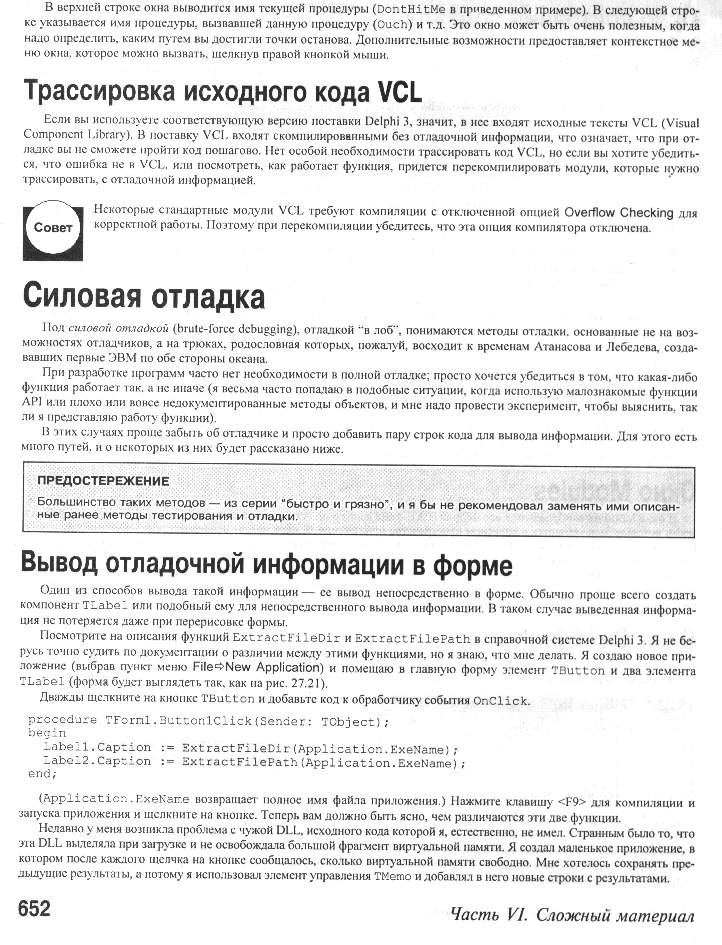 В верхней строке окна выводится имя текущей процедуры (DontHitMe в приведенном примере). В следующей стро-
ке указывается имя процедуры, вызвавшей данную процедуру (Ouch) и т.д. Это окно может быть очень полезным, когда
надо определить, каким путем вы достигли точки останова. Дополнительные возможности предоставляет контекстное ме-
ню окна, которое можно вызвать, щелкнув правой кнопкой мыши.
Трассировка исходного кода VCL
Если вы используете соответствующую версию поставки Delphi 3, значит, в нее входят исходные тексты VCL (Visual
Component Library). В поставку VCL входят скомпилированными без отладочной информации, что означает, что при от-
ладке вы не сможете пройти код пошагово. Нет особой необходимости трассировать код VCL, но если вы хотите убедить-
ся, что ошибка не в VCL, или посмотреть, как работает функция, придется перекомпилировать модули, которые нужно
трассировать, с отладочной информацией.
Совет
Некоторые стандартные модули VCL требуют компиляции с отключенной опцией Overflow Checking для
корректной работы. Поэтому при перекомпиляции убедитесь, что эта опция компилятора отключена.
Силовая отладка
Под силовой отладкой (brute-force debugging), отладкой "в лоб", понимаются методы отладки, основанные не на воз-
можностях отладчиков, а на трюках, родословная которых, пожалуй, восходит к временам Атанасова и Лебедева, созда-
вавших первые ЭВМ по обе стороны океана.
При разработке программ часто нет необходимости в полной отладке; просто хочется убедиться в том, что какая-либо
функция работает так, а не иначе (я весьма часто попадаю в подобные ситуации, когда использую малознакомые функции
API или плохо или вовсе недокументированные методы объектов, и мне надо провести эксперимент, чтобы выяснить, так
ли я представляю работу функции).
В этих случаях проще забыть об отладчике и просто добавить пару строк кода для вывода информации. Для этого есть
много путей, и о некоторых из них будет рассказано ниже.
ПРЕДОСТЕРЕЖЕНИЕ
Большинство таких методов — из серии "быстро и грязно", и я бы не рекомендовал заменять ими описан-
ные ранее методы тестирования и отладки.
Вывод отладочной информации в форме
Один из способов вывода такой информации — ее вывод непосредственно в форме. Обычно проще всего создать
компонент TLabel или подобный ему для непосредственного вывода информации. В таком случае выведенная информа-
ция не потеряется даже при перерисовке формы.
Посмотрите на описания функций ExtractFileDir и ExtractFilePath в справочной системе Delphi 3. Я не бе-
русь точно судить по документации о различии между этими функциями, но я знаю, что мне делать. Я создаю новое при-
ложение (выбрав пункт меню File⇨New Application) и помещаю в главную форму элемент TButton и два элемента
TLabel (форма будет выглядеть так, как на рис. 27.21).
Дважды щелкните на кнопке TButton и добавьте код к обработчику события OnClick.
procedure TForm1.Button1Click(Sender: TObject);
begin
Label1.Caption := ExtractFileDir(Application.ExeName);
Label2.Caption := ExtractFilePath(Application.ExeName);
end;
(Application.ExeName возвращает полное имя файла приложения.) Нажмите клавишу <F9> для компиляции и
запуска приложения и щелкните на кнопке. Теперь вам должно быть ясно, чем различаются эти две функции.
Недавно у меня возникла проблема с чужой DLL, исходного кода которой я, естественно, не имел. Странным было то, что
эта DLL выделяла при загрузке и не освобождала большой фрагмент виртуальной памяти. Я создал маленькое приложение, в
котором после каждого щелчка на кнопке сообщалось, сколько виртуальной памяти свободно. Мне хотелось сохранять пре-
дыдущие результаты, а потому я использовал элемент управления TMemo и добавлял в него новые строки с результатами.
652
Часть VI. Сложный материал